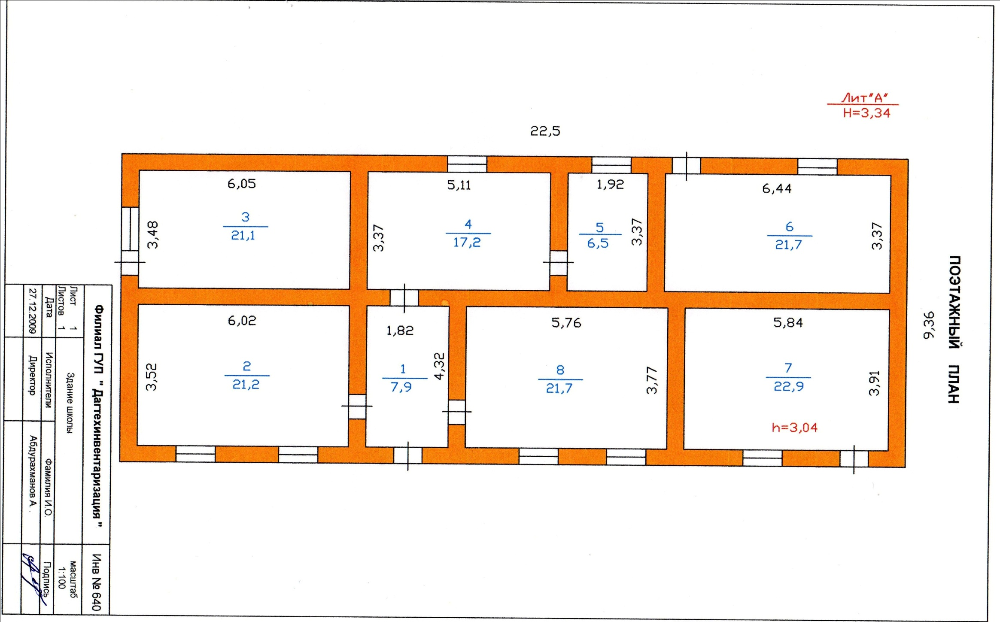 Лит"А"
Н=3,34
22,5
6,05
5,11
1,92
6,44
3
21,1
3,48
4
17,2
3,37
5
6,5
3,37
6
21,7
3,37
6,02
1,82
5,76
5,84
2
21,2
3,52
1
7,9
4,32
8
21,7
3,77
7
22,9
3,91
h=3,04
9,36
ПОЭТАЖНЫЙ ПЛАН
Филиал ГУП " Дагтехинвентаризация "
Инв № 640
Лист 1
Листов 1
Здание школы
масштаб
1:100
Дата
Исполнители
Фамилия И.О.
Подпись
27.12.2009
Директор
Абдурахманов А. .